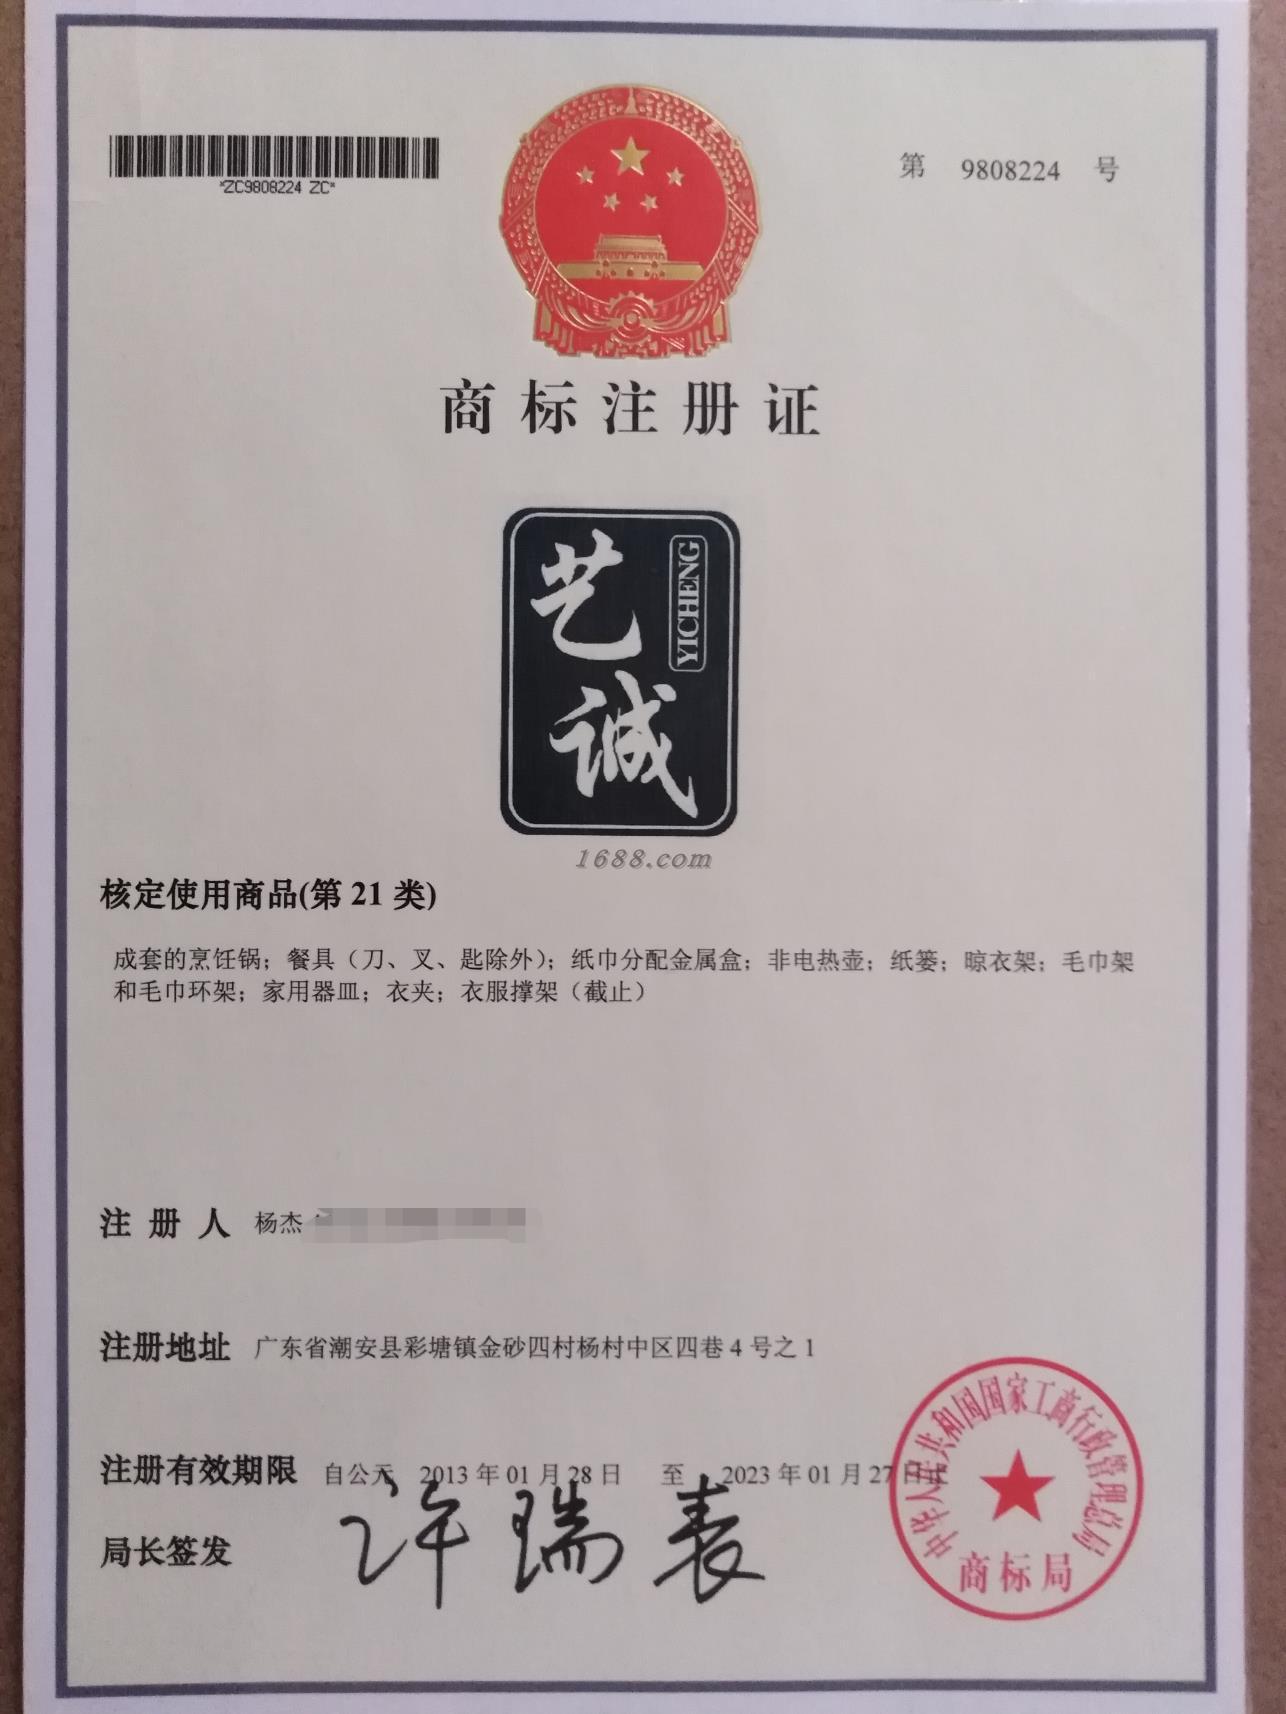 *ZC9808224 ZC*
第 9808224 号
商标注册证
艺诚
YICHENG
1688.com
核定使用商品(第 21 类)
成套的烹饪锅；餐具（刀、叉、匙除外）；纸巾分配金属盒；非电热壶；纸篓；晾衣架；毛巾架
和毛巾环架；家用器皿；衣夹；衣服撑架（截止）
注册人 杨杰
注册地址 广东省潮安县彩塘镇金砂四村杨村中区四巷 4 号之 1
注册有效期限 自公元 2013 年 01 月 28 日 至 2023 年 01 月 27 日止
局长签发 许瑞表
中华人民共和国国家工商行政管理总局
商标局